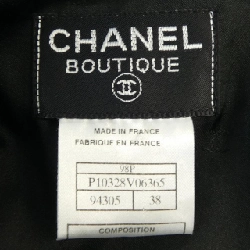 CHANEL
BOUTIQUE
MADE IN FRANCE
FABRIQUE EN FRANCE
98P
P10328V06365
94305 38
COMPOSITION